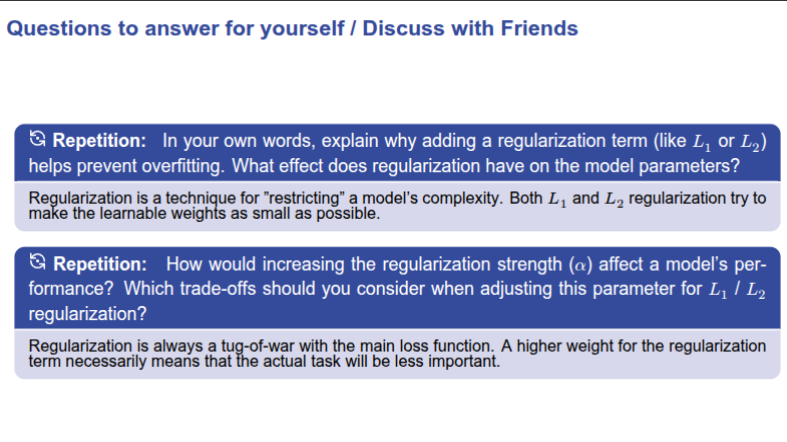 Questions to answer for yourself / Discuss with Friends
Repetition: In your own words, explain why adding a regularization term (like L₁ or L₂)
helps prevent overfitting. What effect does regularization have on the model parameters?
Regularization is a technique for ”restricting” a model’s complexity. Both L₁ and L₂ regularization try to
make the learnable weights as small as possible.
Repetition: How would increasing the regularization strength (α) affect a model’s per-
formance? Which trade-offs should you consider when adjusting this parameter for L₁ / L₂
regularization?
Regularization is always a tug-of-war with the main loss function. A higher weight for the regularization
term necessarily means that the actual task will be less important.